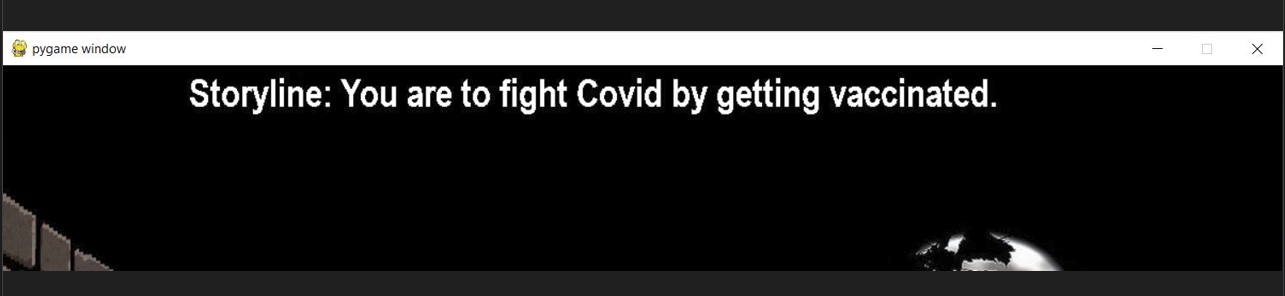 pygame window
Storyline: You are to fight Covid by getting vaccinated.